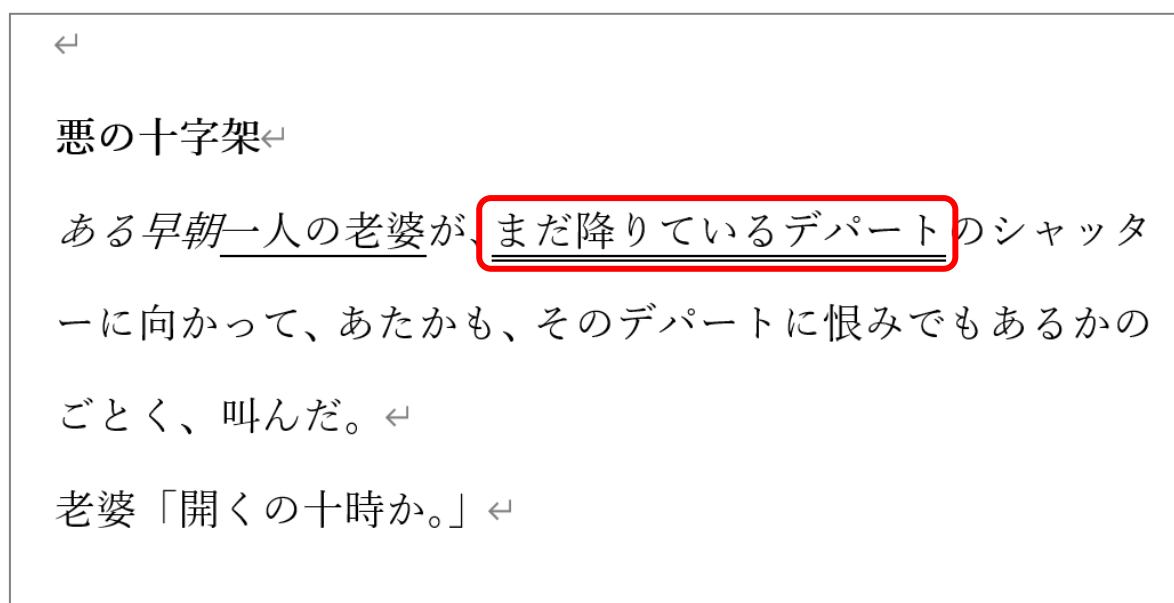 悪の十字架
ある早朝一人の老婆が、まだ降りているデパートのシャッタ
ーに向かって、あたかも、そのデパートに恨みでもあるかの
ごとく、叫んだ。
老婆「開くの十時か。」